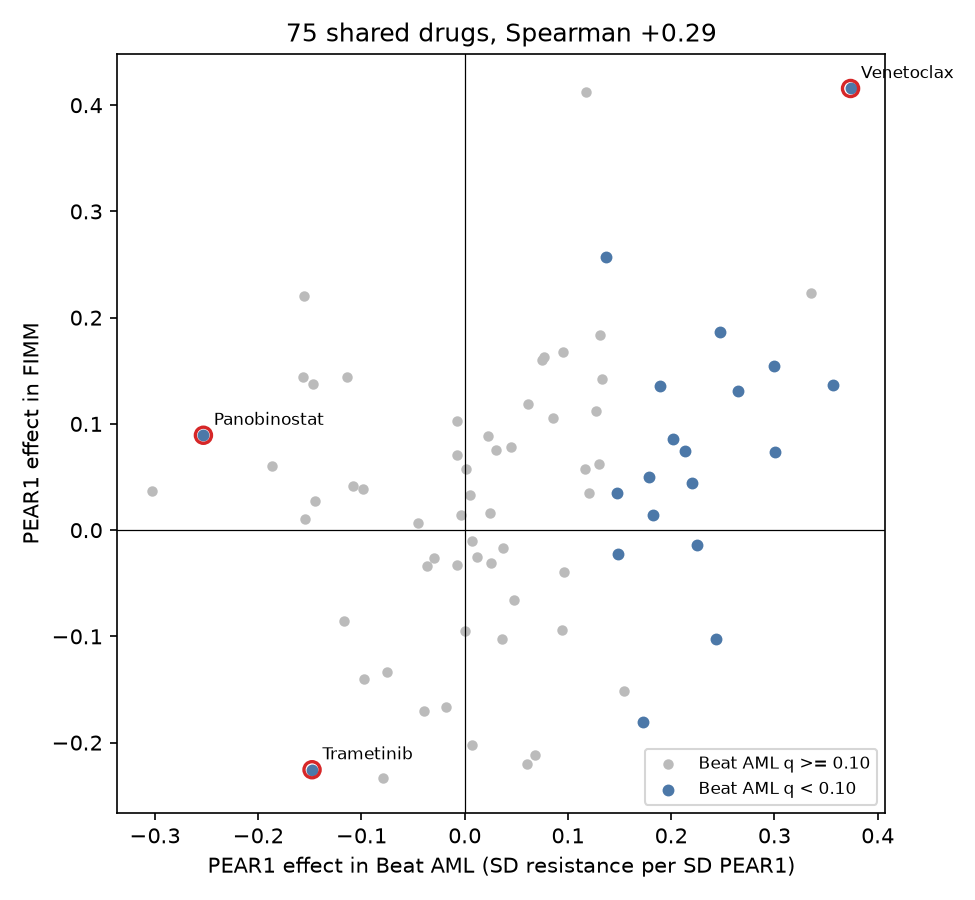 75 shared drugs, Spearman +0.29
Venetoclax
Panobinostat
Trametinib
0.4
0.3
0.2
0.1
0.0
−0.1
−0.2
PEAR1 effect in FIMM
Beat AML q >= 0.10
Beat AML q < 0.10
−0.3
−0.2
−0.1
0.0
0.1
0.2
0.3
0.4
PEAR1 effect in Beat AML (SD resistance per SD PEAR1)